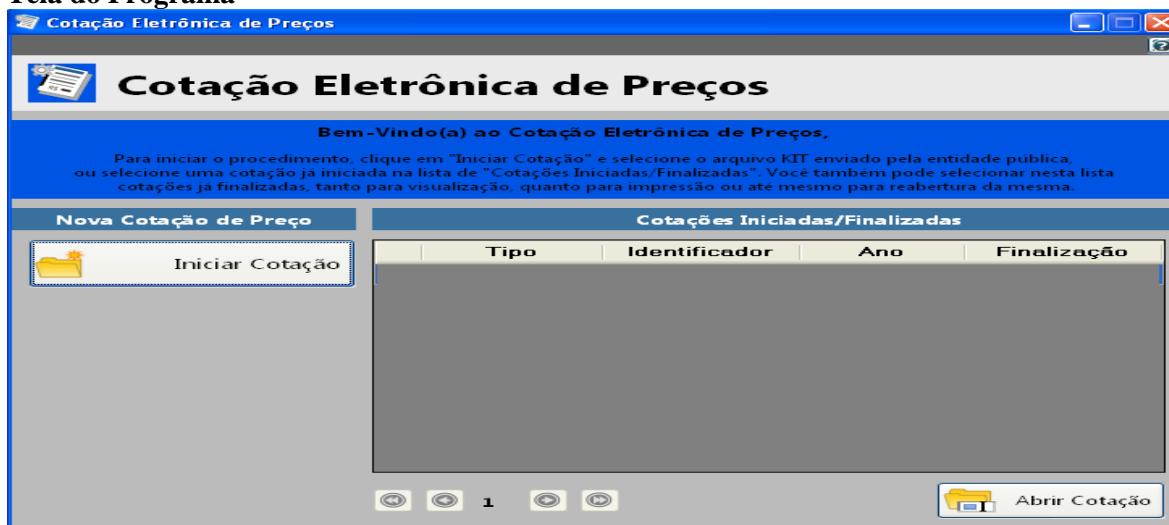 Tela do Programa
Cotação Eletrônica de Preços
Cotação Eletrônica de Preços
Bem-Vindo(a) ao Cotação Eletrônica de Preços,
Para iniciar o procedimento, clique em "Iniciar Cotação" e selecione o arquivo KIT enviado pela entidade publica,
ou selecione uma cotação já iniciada na lista de "Cotações Iniciadas/Finalizadas". Você também pode selecionar nesta lista
cotações já finalizadas, tanto para visualização, quanto para impressão ou até mesmo para reabertura da mesma.
Nova Cotação de Preço
Cotações Iniciadas/Finalizadas
Iniciar Cotação
Tipo Identificador Ano Finalização
1
Abrir Cotação